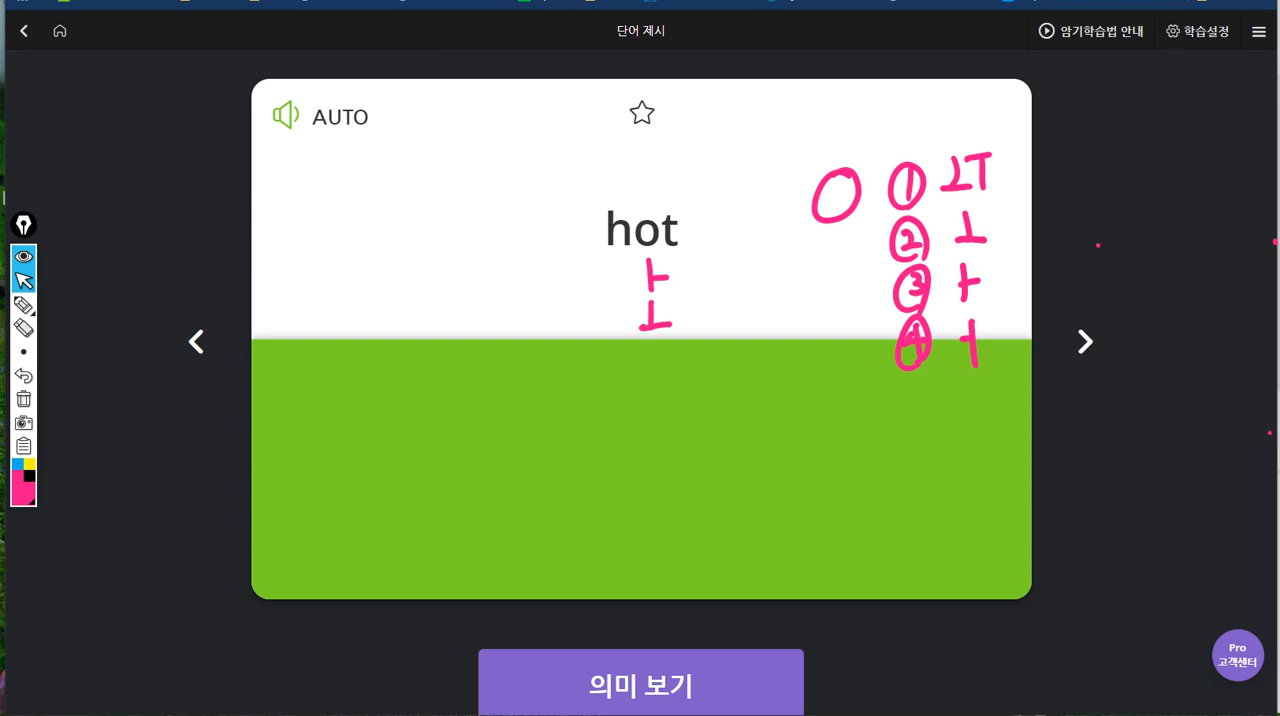 단어 제시
암기학습법 안내
학습설정
AUTO
hot
ㅏ
ㅗ
O ① ㅗㅜ
② ㅗ
③ ㅏ
④ ㅓ
의미 보기
Pro
고객센터